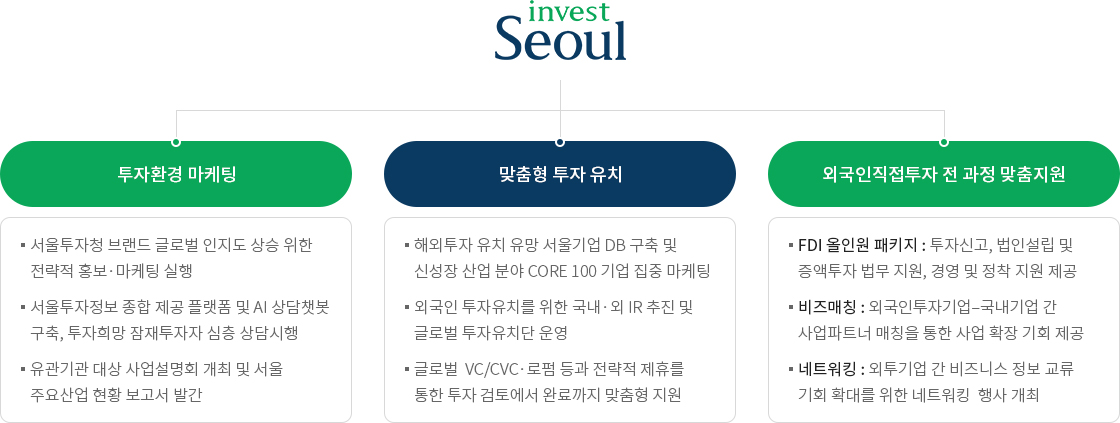 invest
Seoul
투자환경 마케팅
▪ 서울투자청 브랜드 글로벌 인지도 상승 위한
전략적 홍보·마케팅 실행
▪ 서울투자정보 종합 제공 플랫폼 및 AI 상담챗봇
구축, 투자희망 잠재투자자 심층 상담시행
▪ 유관기관 대상 사업설명회 개최 및 서울
주요산업 현황 보고서 발간
맞춤형 투자 유치
▪ 해외투자 유치 유망 서울기업 DB 구축 및
신성장 산업 분야 CORE 100 기업 집중 마케팅
▪ 외국인 투자유치를 위한 국내·외 IR 추진 및
글로벌 투자유치단 운영
▪ 글로벌 VC/CVC·로펌 등과 전략적 제휴를
통한 투자 검토에서 완료까지 맞춤형 지원
외국인직접투자 전 과정 맞춤지원
▪ FDI 올인원 패키지 : 투자신고, 법인설립 및
증액투자 법무 지원, 경영 및 정착 지원 제공
▪ 비즈매칭 : 외국인투자기업–국내기업 간
사업파트너 매칭을 통한 사업 확장 기회 제공
▪ 네트워킹 : 외투기업 간 비즈니스 정보 교류
기회 확대를 위한 네트워킹 행사 개최